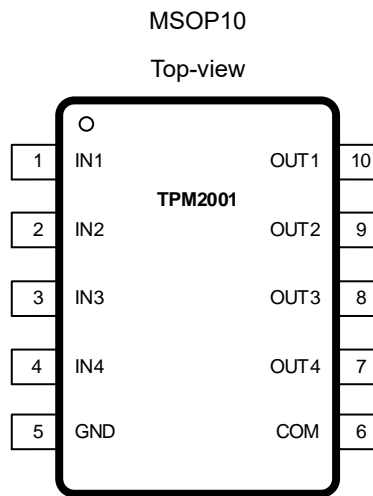 MSOP10
Top-view
1 IN1 OUT1 10
TPM2001
2 IN2 OUT2 9
3 IN3 OUT3 8
4 IN4 OUT4 7
5 GND COM 6